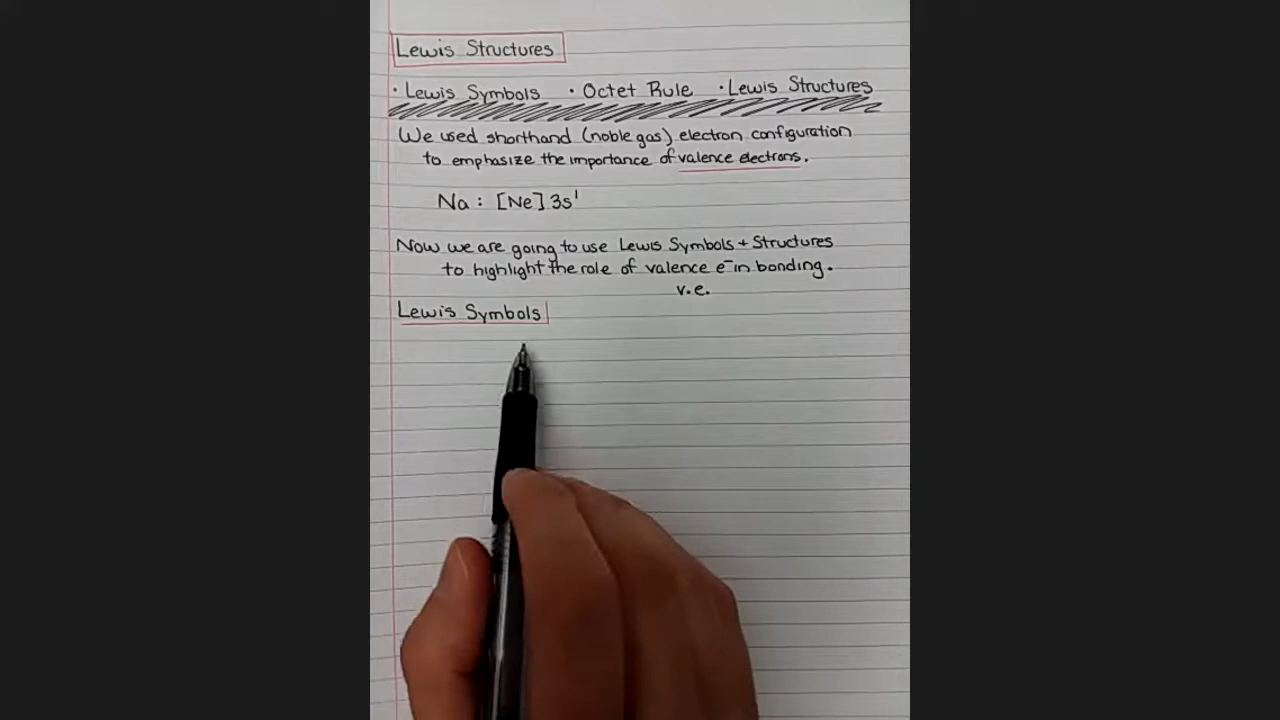 Lewis Structures
· Lewis Symbols · Octet Rule · Lewis Structures
We used shorthand (noble gas) electron configuration
to emphasize the importance of valence electrons.
Na : [Ne] 3s¹
Now we are going to use Lewis Symbols + Structures
to highlight the role of valence e⁻ in bonding.
v.e.
Lewis Symbols